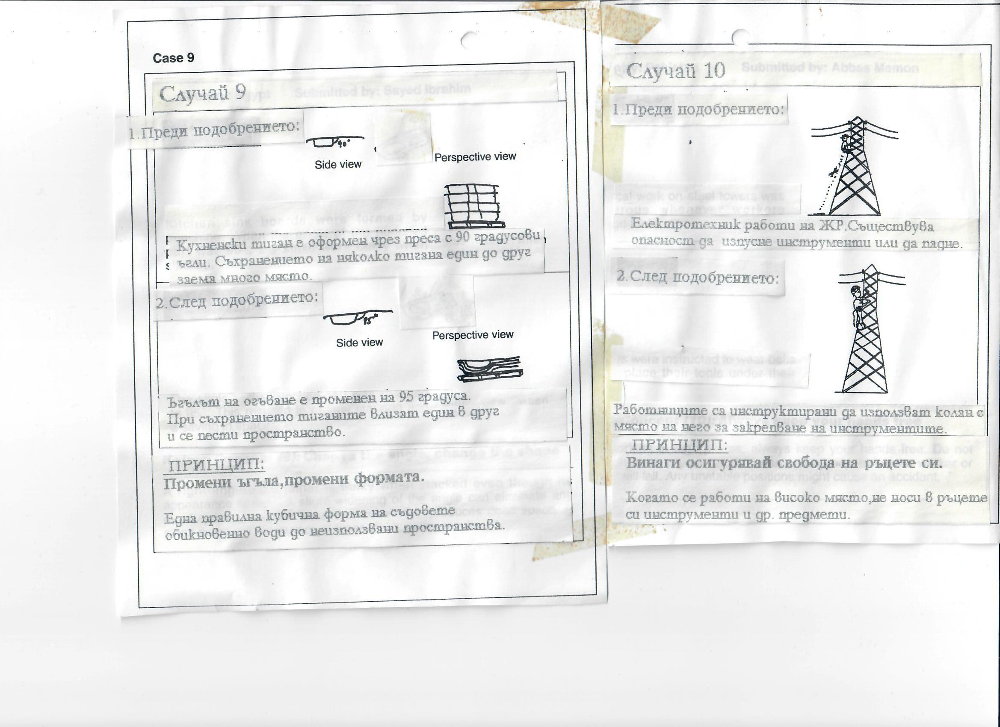 Case 9
Случай 9
Submitted by: Sayed Ibrahim
1.Преди подобрението:
90°
Side view
Perspective view
Кухненски тиган е оформен чрез преса с 90 градусови
ъгли. Съхранението на няколко тигана един до друг
заема много място.
2.След подобрението:
95°
Side view
Perspective view
Ъгълът на огъване е променен на 95 градуса.
При съхранението тиганите влизат един в друг
и се пести пространство.
ПРИНЦИП:
Промени ъгъла,промени формата.
Една правилна кубична форма на съдовете
обикновенно води до неизползвани пространства.
Случай 10
Submitted by: Abbas Memon
1.Преди подобрението:
Електротехник работи на ЖР.Съществува
опасност да изпусне инструменти или да падне.
2.След подобрението:
Работниците са инструктирани да използват колан с
място на него за закрепване на инструментите.
ПРИНЦИП:
Винаги осигурявай свобода на ръцете си.
Когато се работи на високо място,не носи в ръцете
си инструменти и др. предмети.